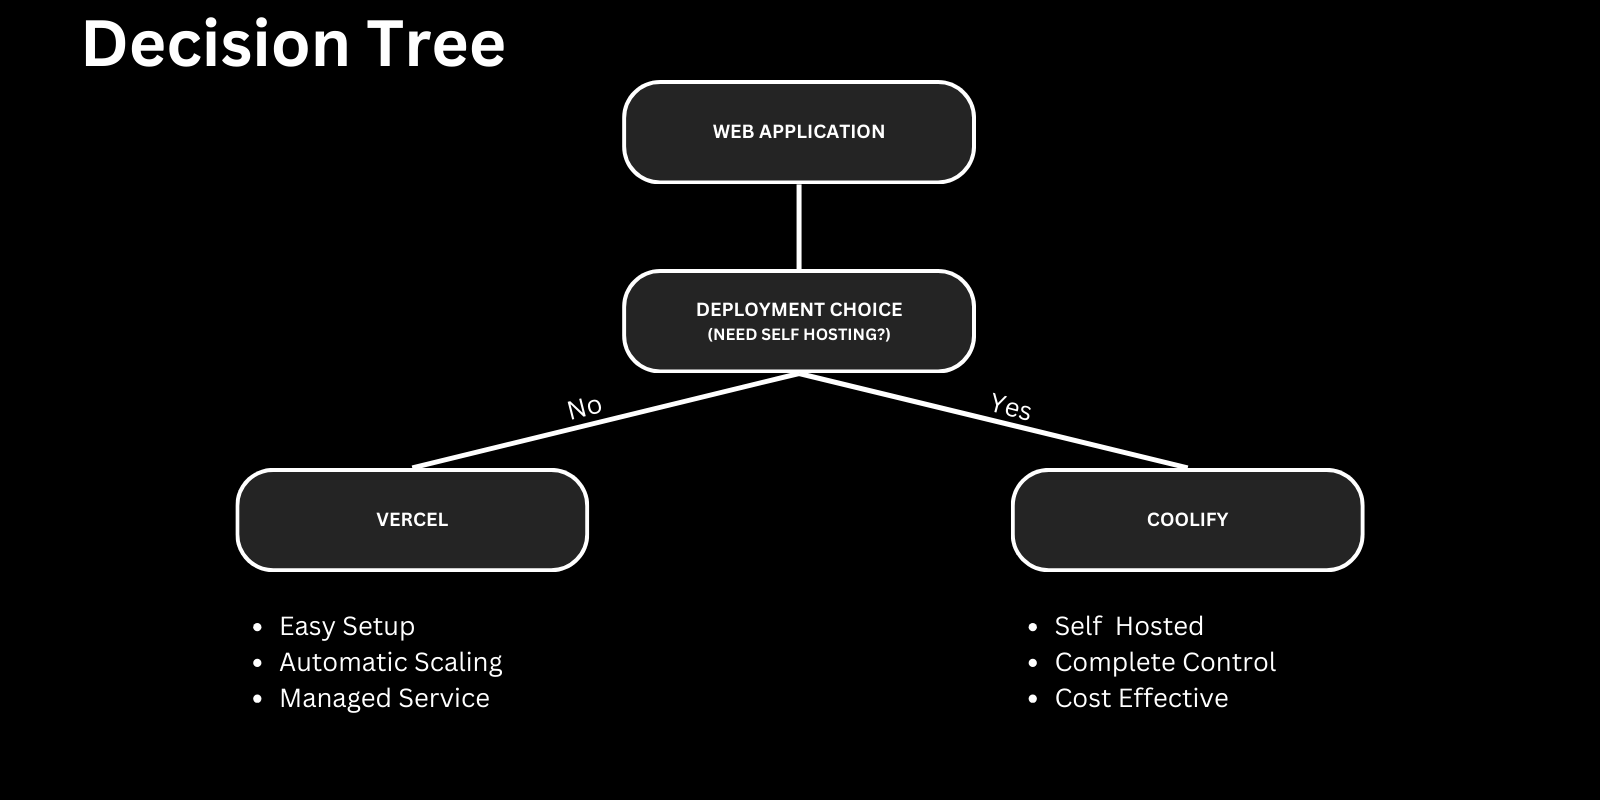 Decision Tree
WEB APPLICATION
DEPLOYMENT CHOICE
(NEED SELF HOSTING?)
No
Yes
VERCEL
COOLIFY
• Easy Setup
• Automatic Scaling
• Managed Service
• Self  Hosted
• Complete Control
• Cost Effective